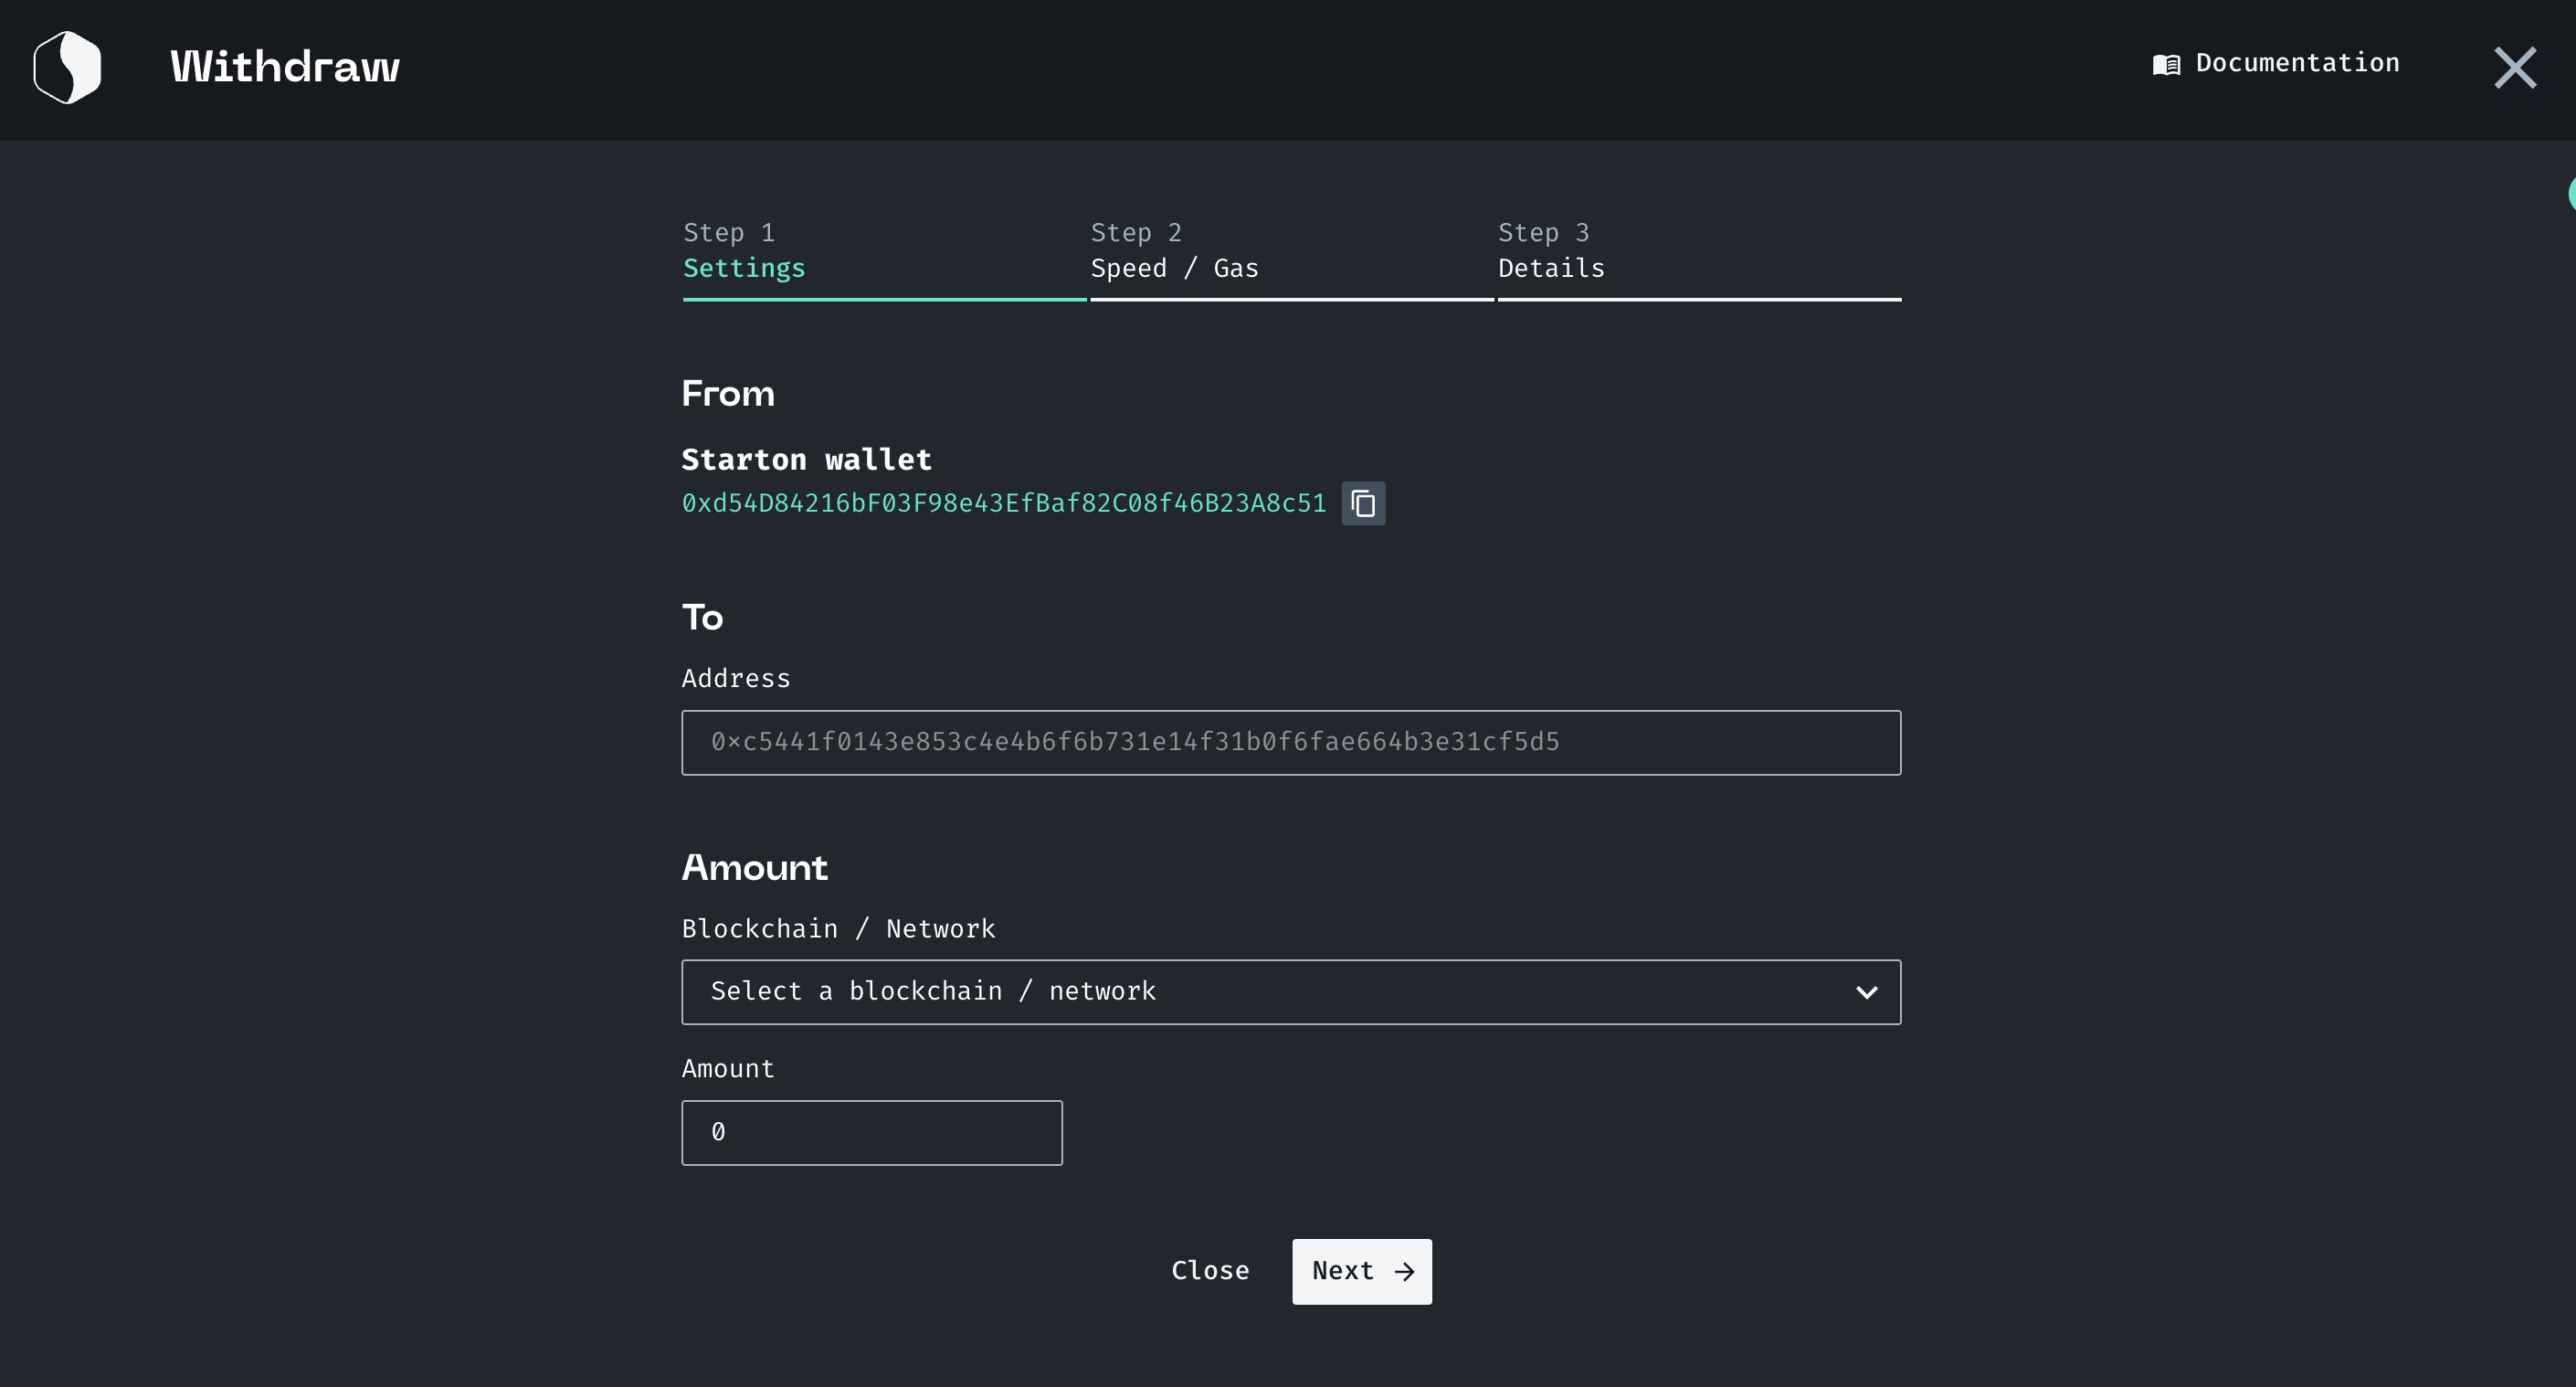 Withdraw
Documentation
Step 1
Settings
Step 2
Speed / Gas
Step 3
Details
From
Starton wallet
0xd54D84216bF03F98e43EfBaf82C08f46B23A8c51
To
Address
0×c5441f0143e853c4e4b6f6b731e14f31b0f6fae664b3e31cf5d5
Amount
Blockchain / Network
Select a blockchain / network
Amount
0
Close
Next